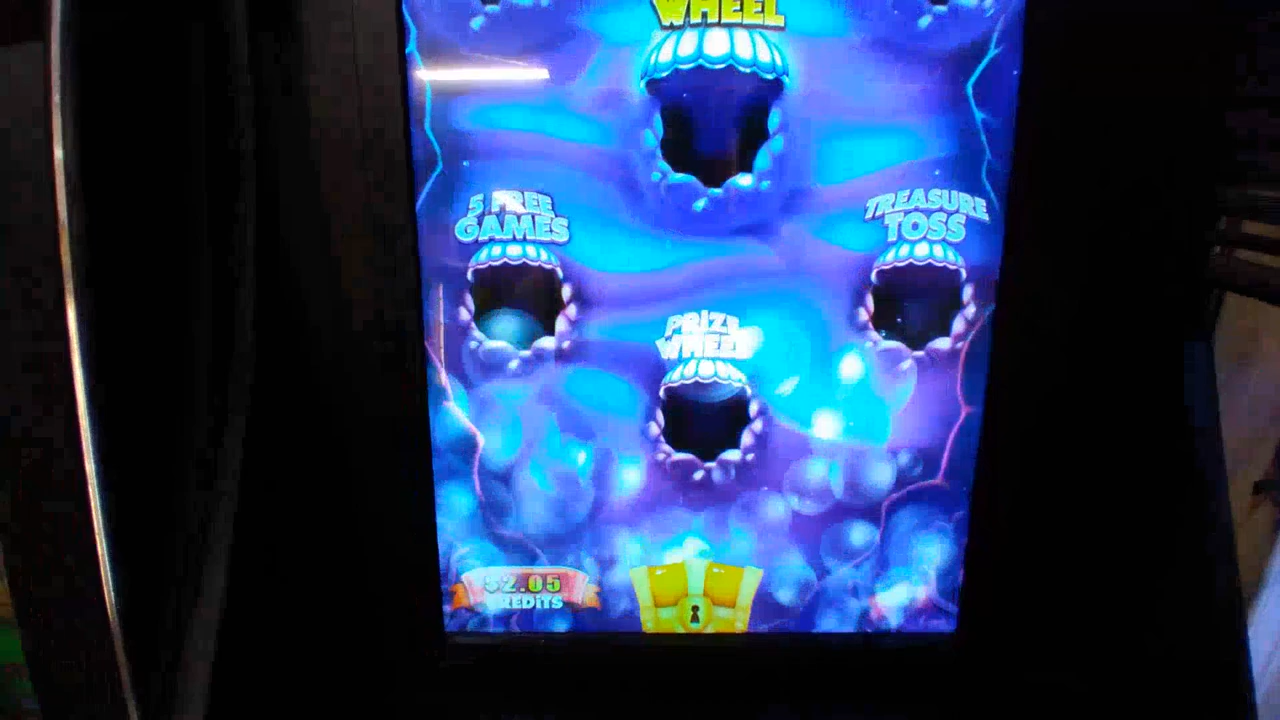 WHEEL
5 FREE
GAMES
TREASURE
TOSS
PRIZE
WHEEL
$2.05
CREDITS